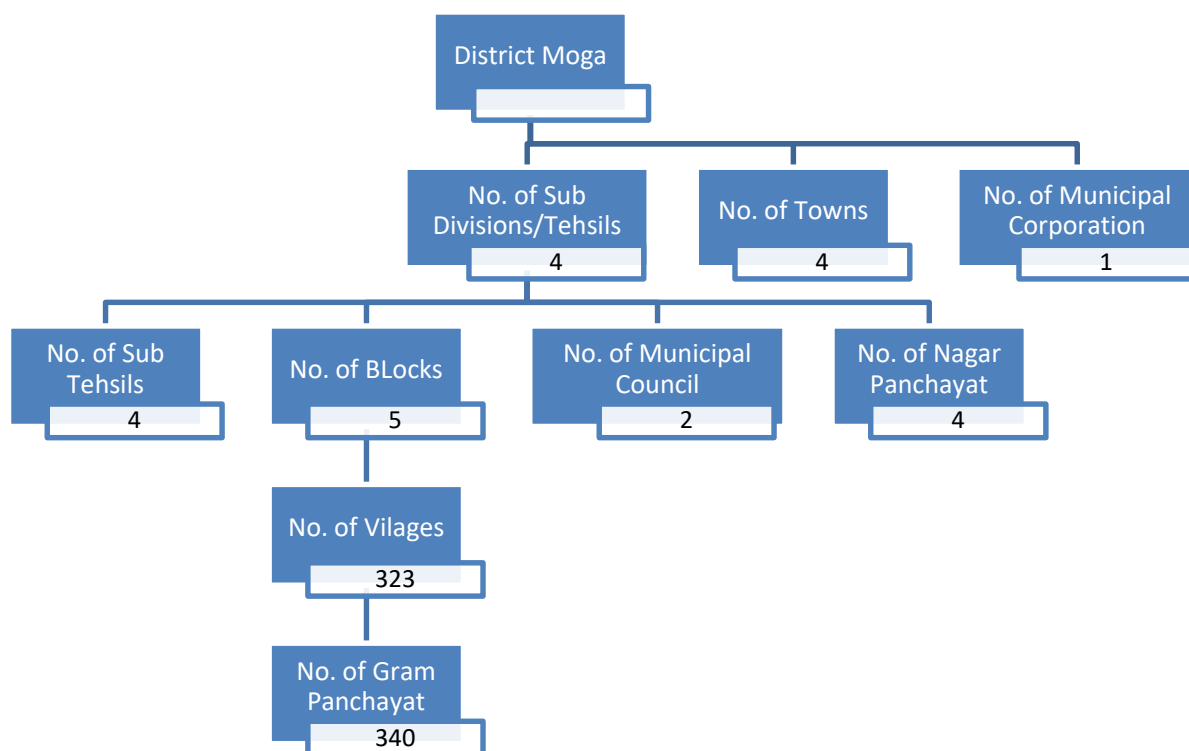 District Moga
No. of Sub
Divisions/Tehsils
4
No. of Towns
4
No. of Municipal
Corporation
1
No. of Sub
Tehsils
4
No. of BLocks
5
No. of Municipal
Council
2
No. of Nagar
Panchayat
4
No. of Vilages
323
No. of Gram
Panchayat
340